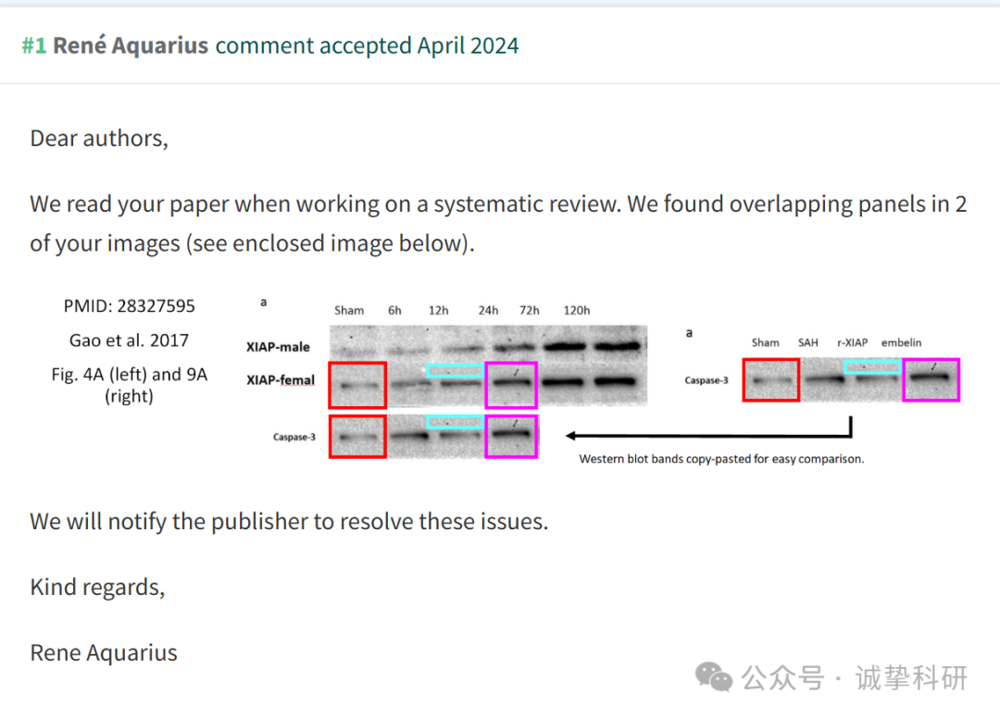 #1 René Aquarius comment accepted April 2024
Dear authors,
We read your paper when working on a systematic review. We found overlapping panels in 2
of your images (see enclosed image below).
PMID: 28327595
Gao et al. 2017
Fig. 4A (left) and 9A
(right)
a
Sham 6h 12h 24h 72h 120h
XIAP-male
XIAP-femal
Caspase-3
a
Sham SAH r-XIAP embelin
Caspase-3
Western blot bands copy-pasted for easy comparison.
We will notify the publisher to resolve these issues.
Kind regards,
Rene Aquarius
公众号 · 诚挚科研